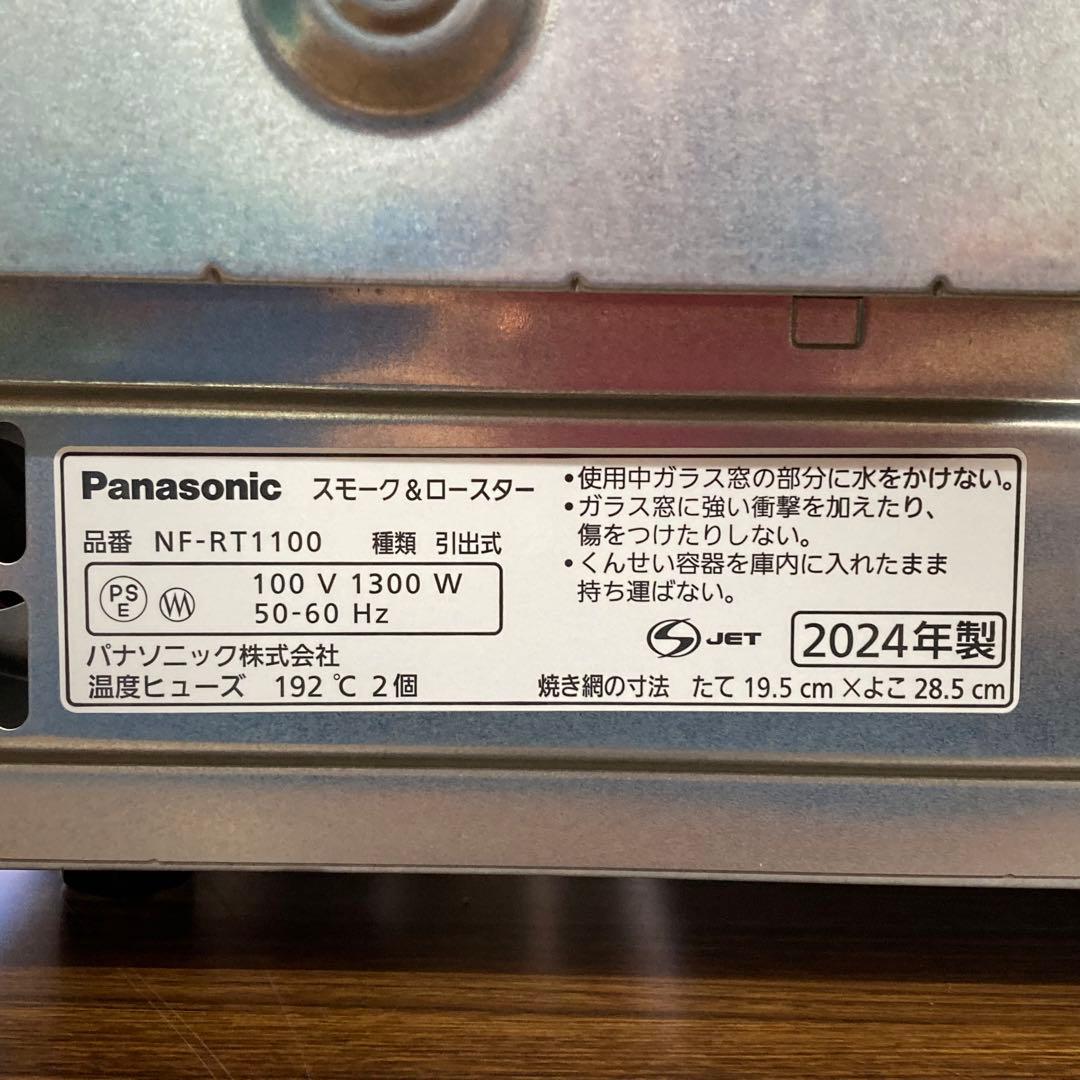 Panasonic スモーク&ロースター
品番 NF-RT1100 種類 引出式
PS
E
100 V 1300 W
50-60 Hz
パナソニック株式会社
温度ヒューズ 192 ℃ 2個
•使用中ガラス窓の部分に水をかけない。
•ガラス窓に強い衝撃を加えたり、
傷をつけたりしない。
•くんせい容器を庫内に入れたまま
持ち運ばない。
S JET 2024年製
焼き網の寸法 たて 19.5 cm ×よこ 28.5 cm